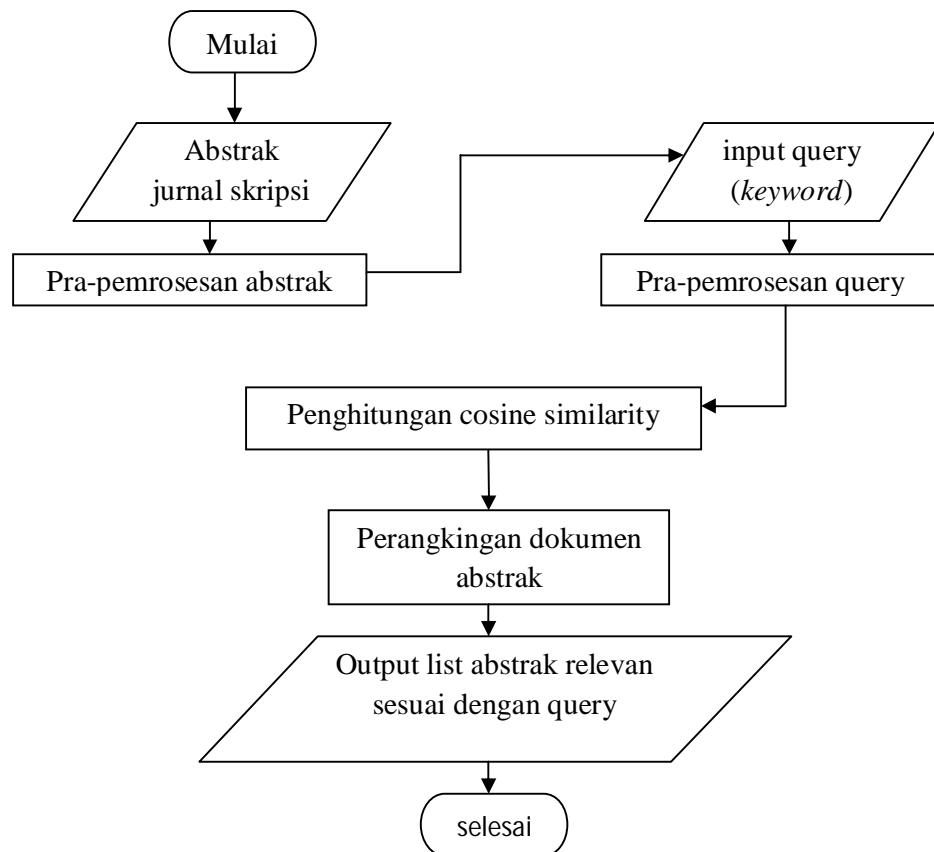 Mulai
Abstrak
jurnal skripsi
Pra-pemrosesan abstrak
input query
(keyword)
Pra-pemrosesan query
Penghitungan cosine similarity
Perangkingan dokumen
abstrak
Output list abstrak relevan
sesuai dengan query
selesai